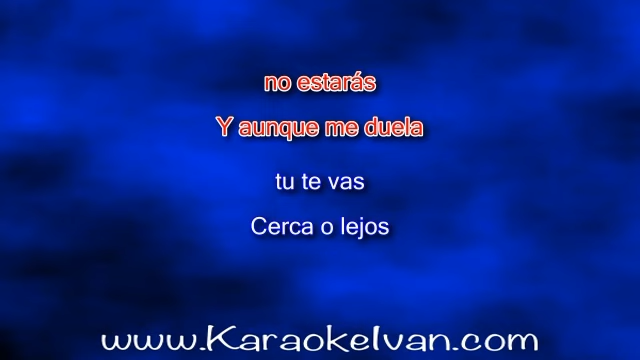 no estarás
Y aunque me duela
tu te vas
Cerca o lejos
www.KaraokeIvan.com